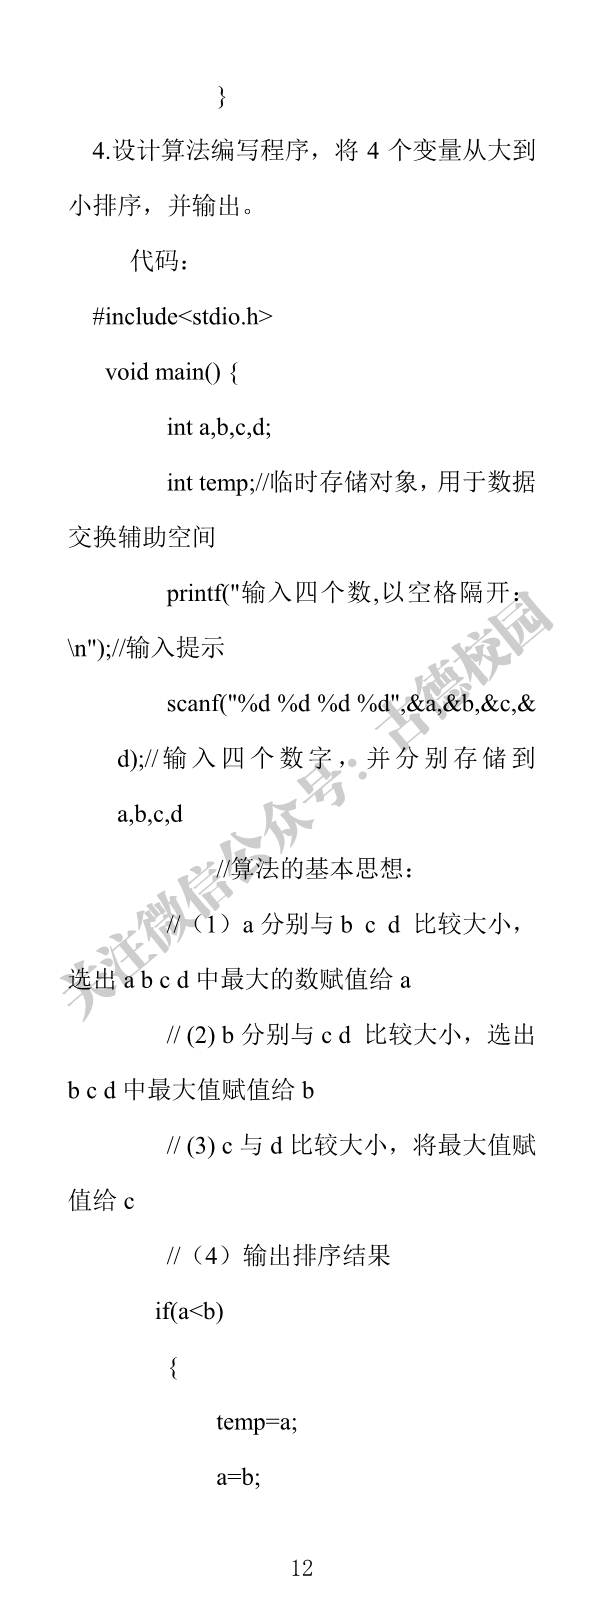 }
4.设计算法编写程序，将 4 个变量从大到
小排序，并输出。
代码：
#include<stdio.h>
void main() {
int a,b,c,d;
int temp;//临时存储对象，用于数据
交换辅助空间
printf("输入四个数,以空格隔开：
\n");//输入提示
scanf("%d %d %d %d",&a,&b,&c,&
d);//输入四个数字，并分别存储到
a,b,c,d
//算法的基本思想：
//（1）a 分别与 b c d 比较大小，
选出 a b c d 中最大的数赋值给 a
// (2) b 分别与 c d 比较大小，选出
b c d 中最大值赋值给 b
// (3) c 与 d 比较大小，将最大值赋
值给 c
//（4）输出排序结果
if(a<b)
{
temp=a;
a=b;
12
关注微信公众号：古德校园